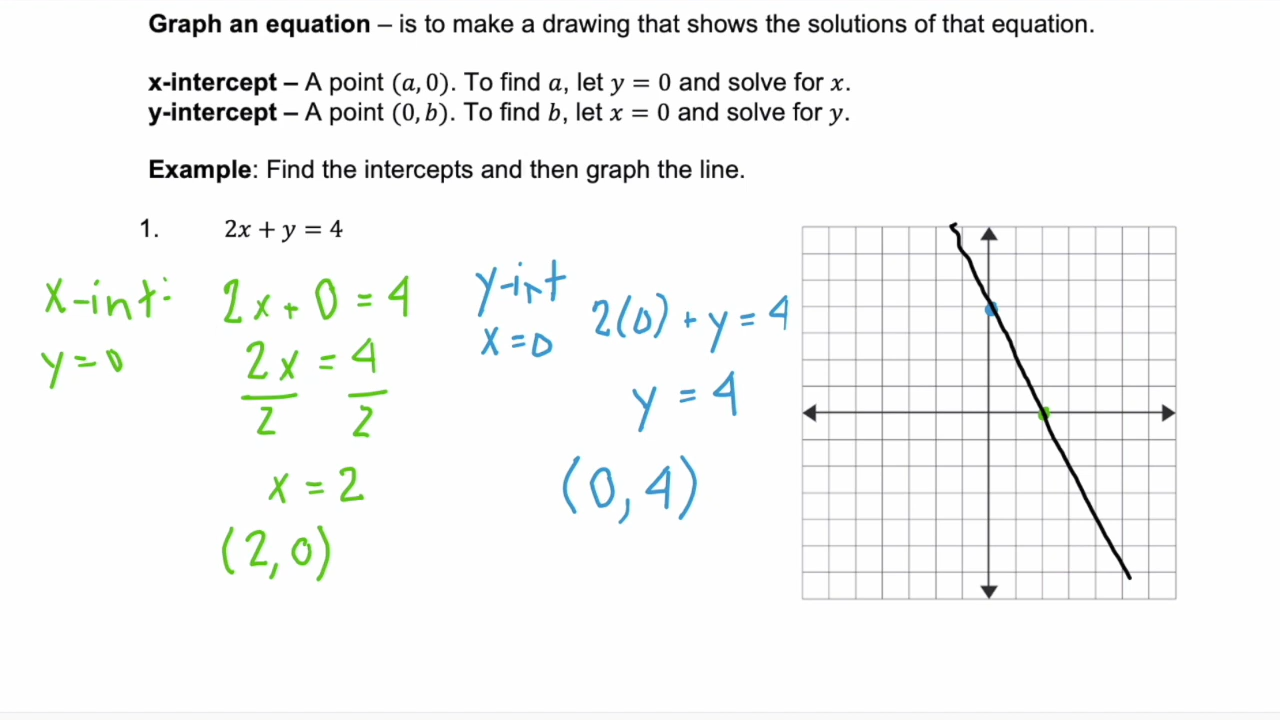 Graph an equation – is to make a drawing that shows the solutions of that equation.
x-intercept – A point (a, 0). To find a, let y = 0 and solve for x.
y-intercept – A point (0, b). To find b, let x = 0 and solve for y.
Example: Find the intercepts and then graph the line.
1. 2x + y = 4
x-int:
y=0
2x + 0 = 4
2x = 4
2 2
x = 2
(2,0)
y-int
x=0
2(0) + y = 4
y = 4
(0,4)